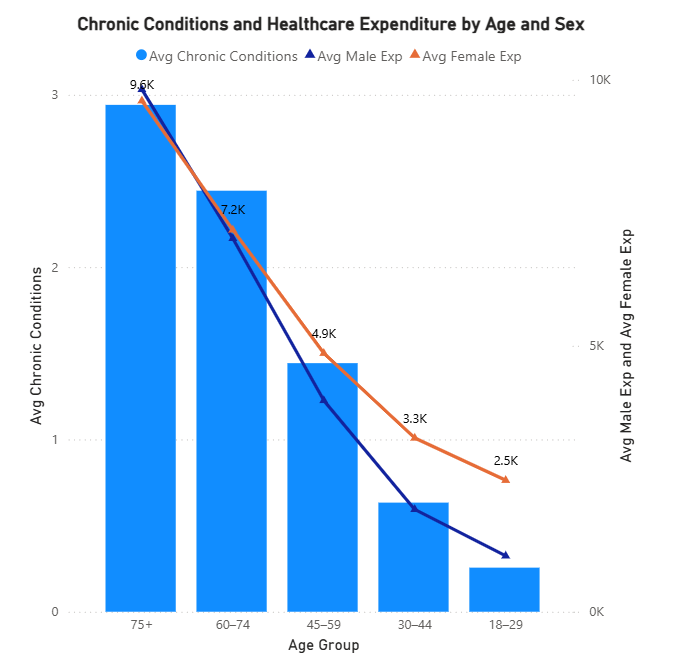 Chronic Conditions and Healthcare Expenditure by Age and Sex
Avg Chronic Conditions Avg Male Exp Avg Female Exp
3
2
1
0
Avg Chronic Conditions
9.6K
7.2K
4.9K
3.3K
2.5K
10K
5K
0K
Avg Male Exp and Avg Female Exp
75+ 60–74 45–59 30–44 18–29
Age Group